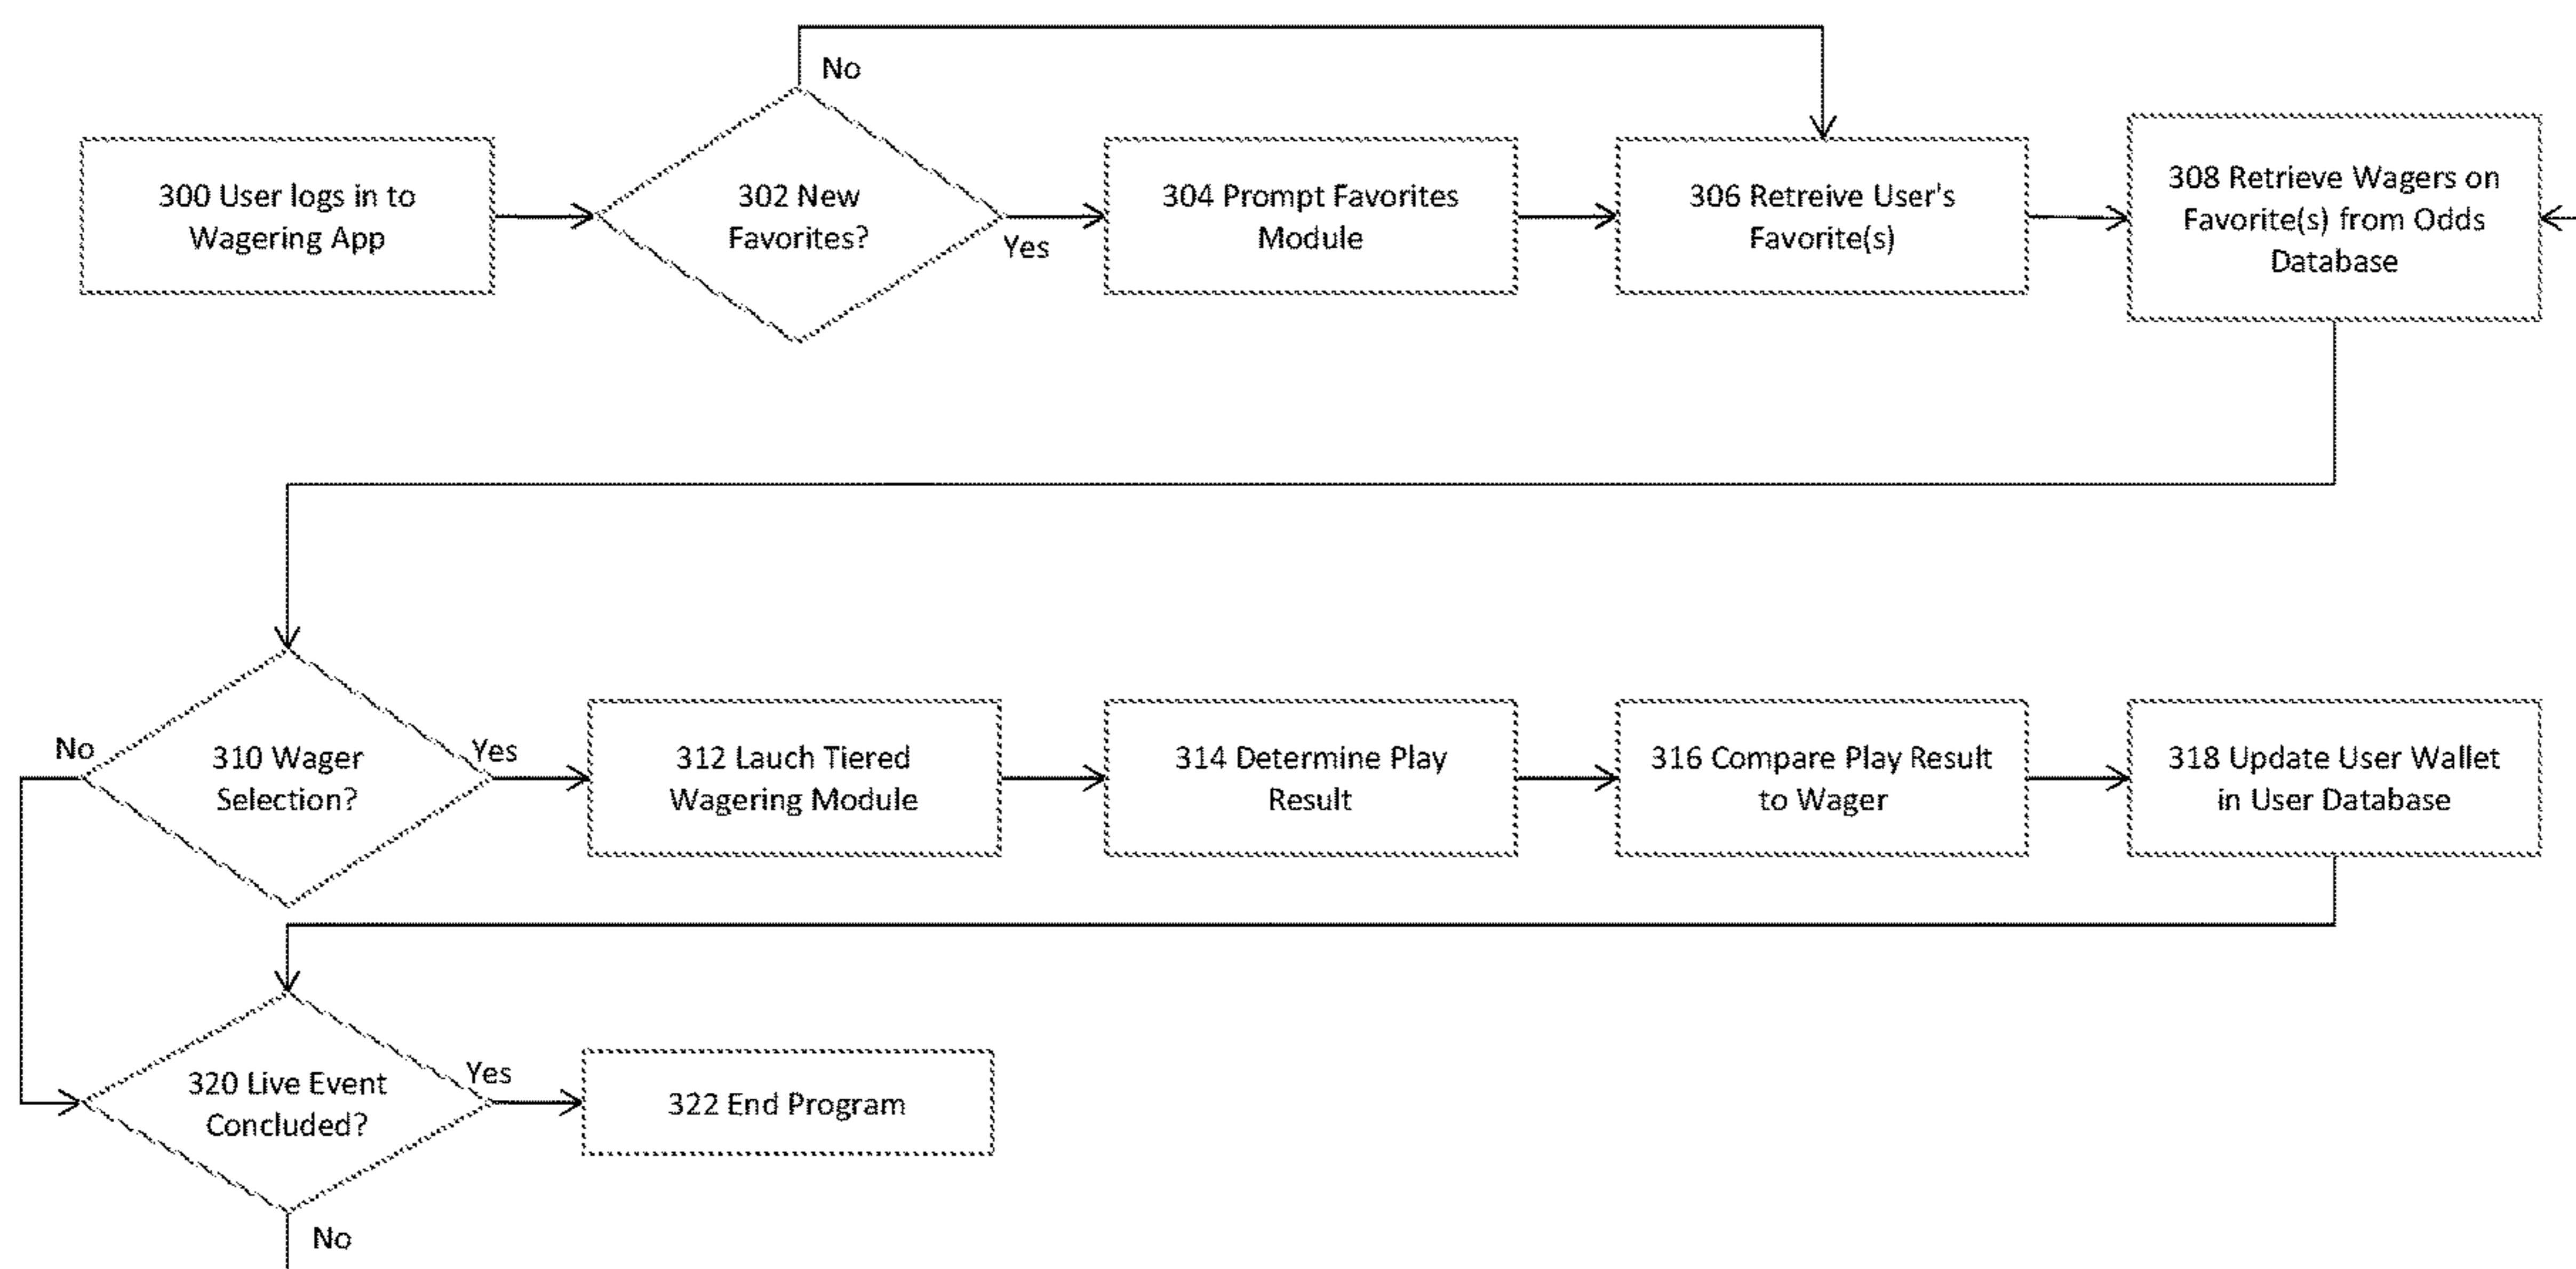 No
300 User logs in to
Wagering App
302 New
Favorites?
Yes
304 Prompt Favorites
Module
306 Retreive User's
Favorite(s)
308 Retrieve Wagers on
Favorite(s) from Odds
Database
No
310 Wager
Selection?
Yes
312 Lauch Tiered
Wagering Module
314 Determine Play
Result
316 Compare Play Result
to Wager
318 Update User Wallet
in User Database
320 Live Event
Concluded?
Yes
322 End Program
No